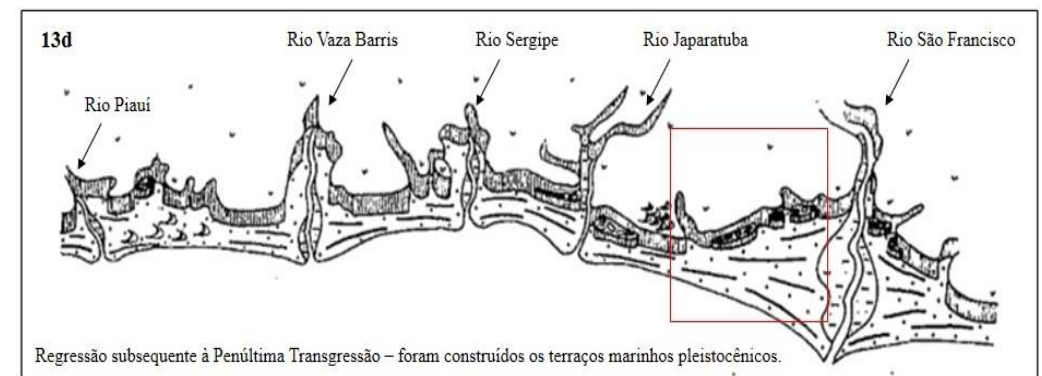 13d
Rio Vaza Barris
Rio Sergipe
Rio Japaratuba
Rio São Francisco
Rio Piauí
Regressão subsequente à Penúltima Transgressão – foram construídos os terraços marinhos pleistocênicos.